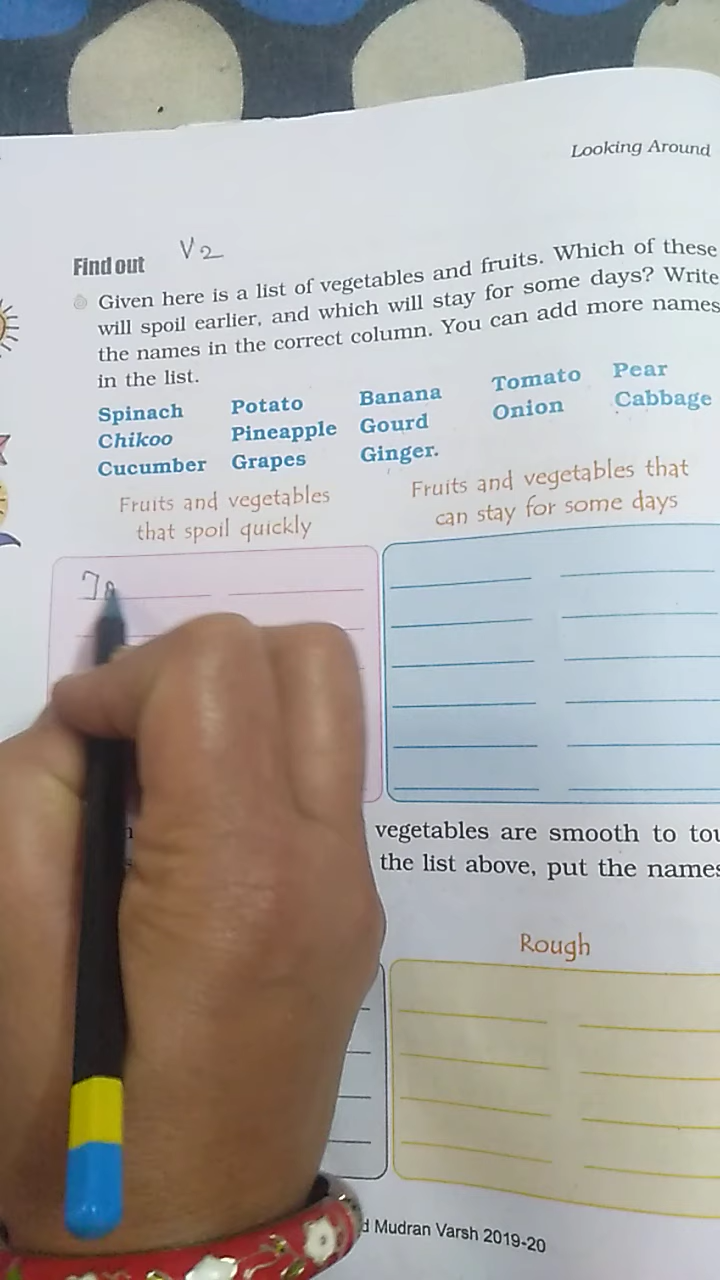 Looking Around
Find out V2
Given here is a list of vegetables and fruits. Which of these
will spoil earlier, and which will stay for some days? Write
the names in the correct column. You can add more names
in the list.
Spinach Potato Banana Tomato Pear
Chikoo Pineapple Gourd Onion Cabbage
Cucumber Grapes Ginger.
Fruits and vegetables that spoil quickly
Fruits and vegetables that can stay for some days
vegetables are smooth to
the list above, put the names
Rough
Mudran Varsh 2019-20